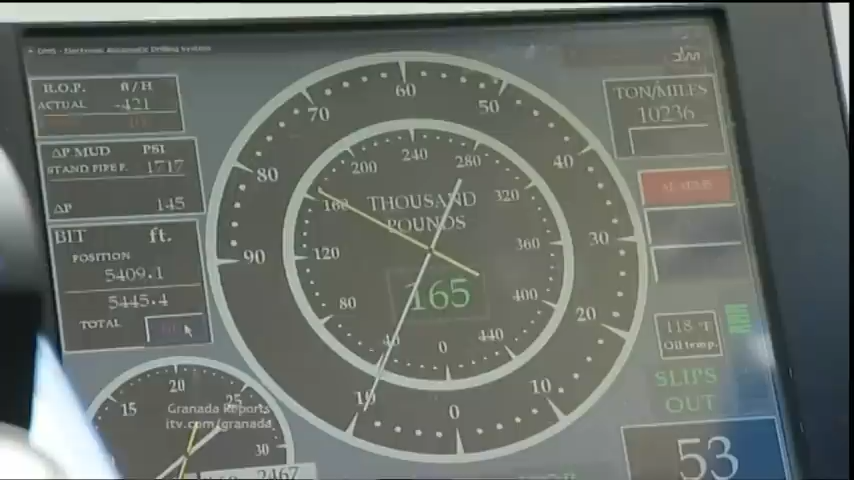 DMS - Electronic Automatic Drilling System
R.O.P. ft/H
ACTUAL -421
ΔP MUD PSI
STAND PIPE P. 1717
ΔP 145
BIT ft.
POSITION
5409.1
5445.4
TOTAL
60
70
50
80
40
90
30
20
10
0
10
240
200
280
160
320
120
360
80
400
40
440
0
THOUSAND
POUNDS
165
TON/MILES
10236
ALARMS
118 °F
Oil temp.
SLIPS
OUT
53
20
15
25
30
Granada Reports
itv.com/granada
2467